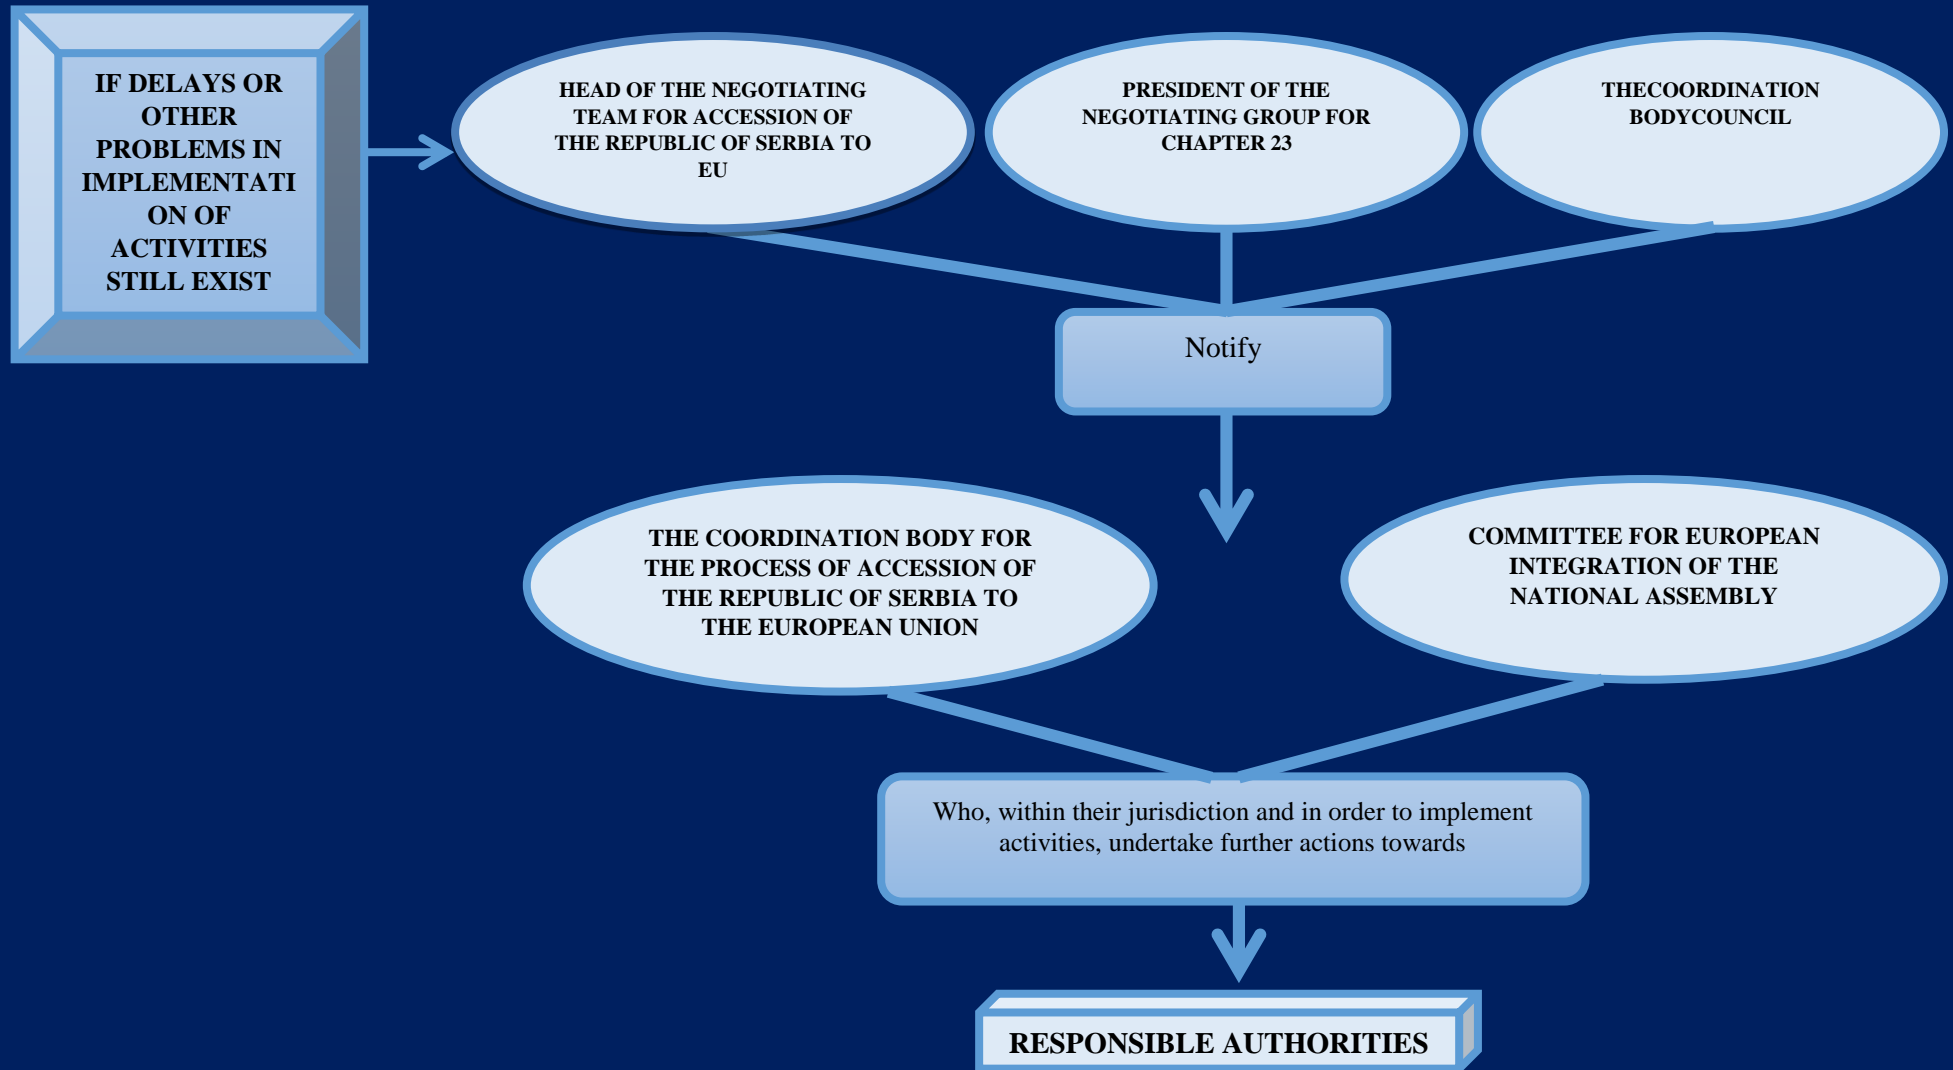 IF DELAYS OR
OTHER
PROBLEMS IN
IMPLEMENTATI
ON OF
ACTIVITIES
STILL EXIST
HEAD OF THE NEGOTIATING
TEAM FOR ACCESSION OF
THE REPUBLIC OF SERBIA TO
EU
PRESIDENT OF THE
NEGOTIATING GROUP FOR
CHAPTER 23
THECOORDINATION
BODYCOUNCIL
Notify
THE COORDINATION BODY FOR
THE PROCESS OF ACCESSION OF
THE REPUBLIC OF SERBIA TO
THE EUROPEAN UNION
COMMITTEE FOR EUROPEAN
INTEGRATION OF THE
NATIONAL ASSEMBLY
Who, within their jurisdiction and in order to implement
activities, undertake further actions towards
RESPONSIBLE AUTHORITIES